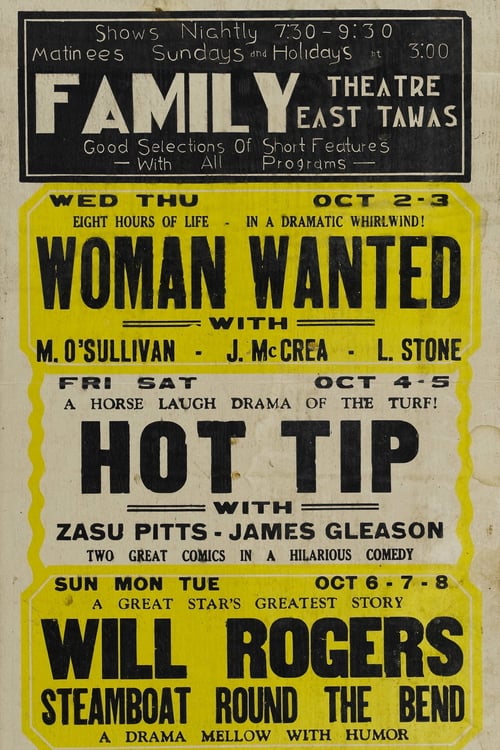 Shows Nightly 7:30 - 9:30
Matinees Sundays and Holidays at 3:00
FAMILY THEATRE
EAST TAWAS
Good Selections Of Short Features
— With All Programs —
WED THU OCT 2-3
EIGHT HOURS OF LIFE - IN A DRAMATIC WHIRLWIND!
WOMAN WANTED
WITH
M. O'SULLIVAN - J. McCREA - L. STONE
FRI SAT OCT 4-5
A HORSE LAUGH DRAMA OF THE TURF!
HOT TIP
WITH
ZASU PITTS - JAMES GLEASON
TWO GREAT COMICS IN A HILARIOUS COMEDY
SUN MON TUE OCT 6-7-8
A GREAT STAR'S GREATEST STORY
WILL ROGERS
STEAMBOAT ROUND THE BEND
A DRAMA MELLOW WITH HUMOR